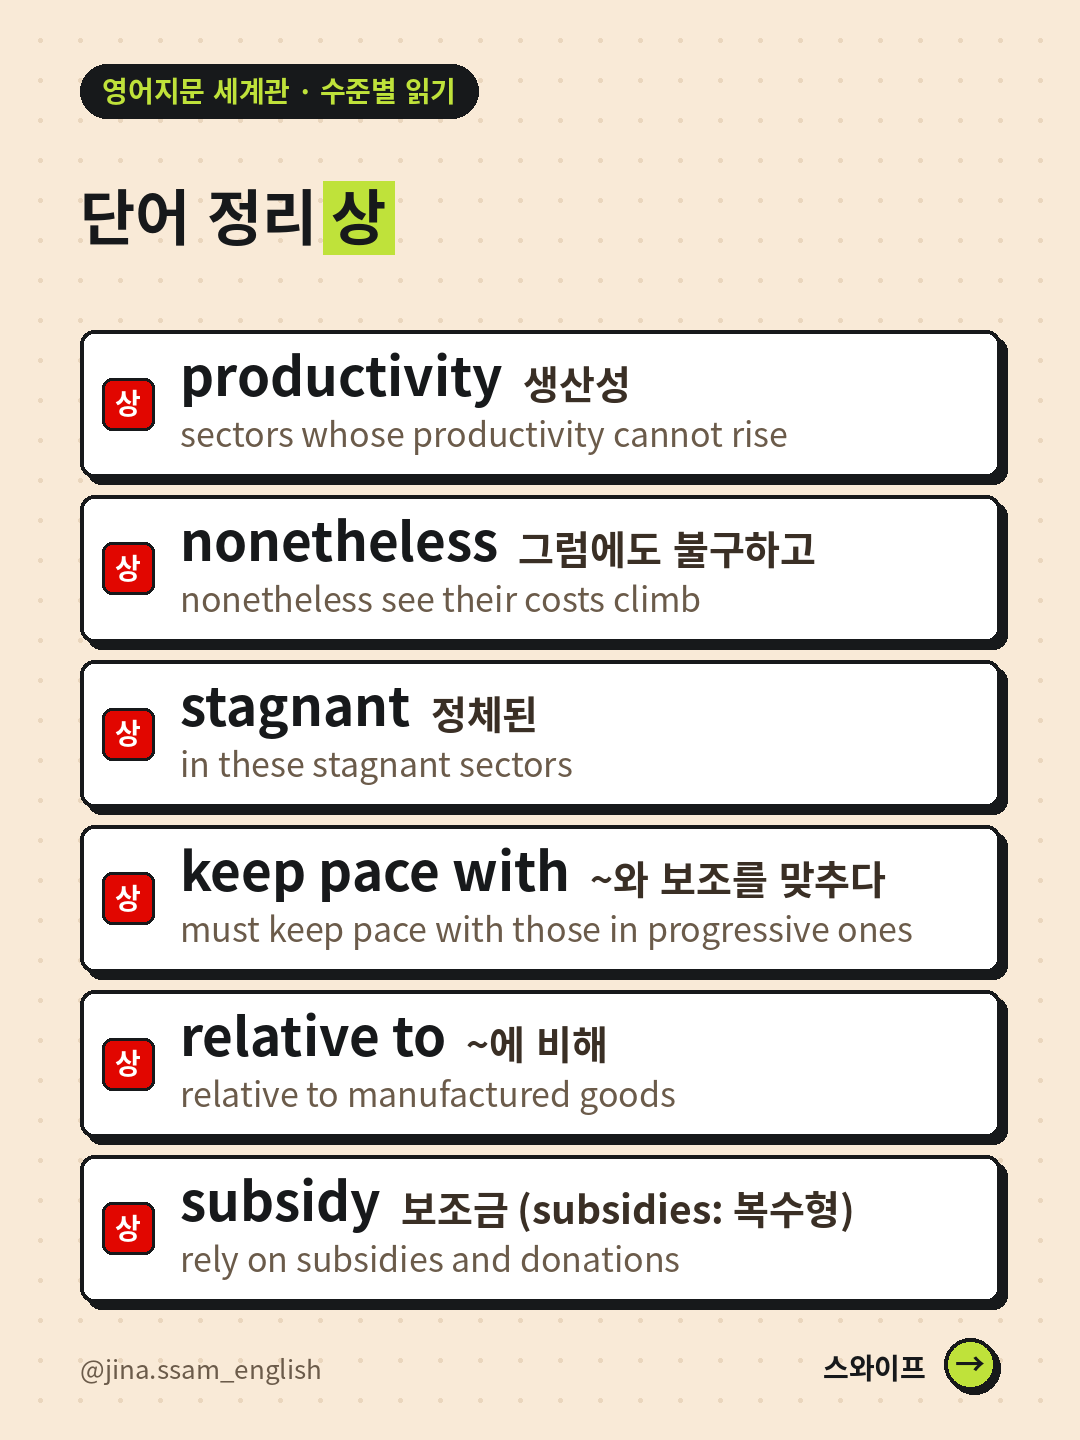 영어지문 세계관 · 수준별 읽기
단어 정리 상
상
productivity 생산성
sectors whose productivity cannot rise
상
nonetheless 그럼에도 불구하고
nonetheless see their costs climb
상
stagnant 정체된
in these stagnant sectors
상
keep pace with ~와 보조를 맞추다
must keep pace with those in progressive ones
상
relative to ~에 비해
relative to manufactured goods
상
subsidy 보조금 (subsidies: 복수형)
rely on subsidies and donations
@jina.ssam_english
스와이프 →